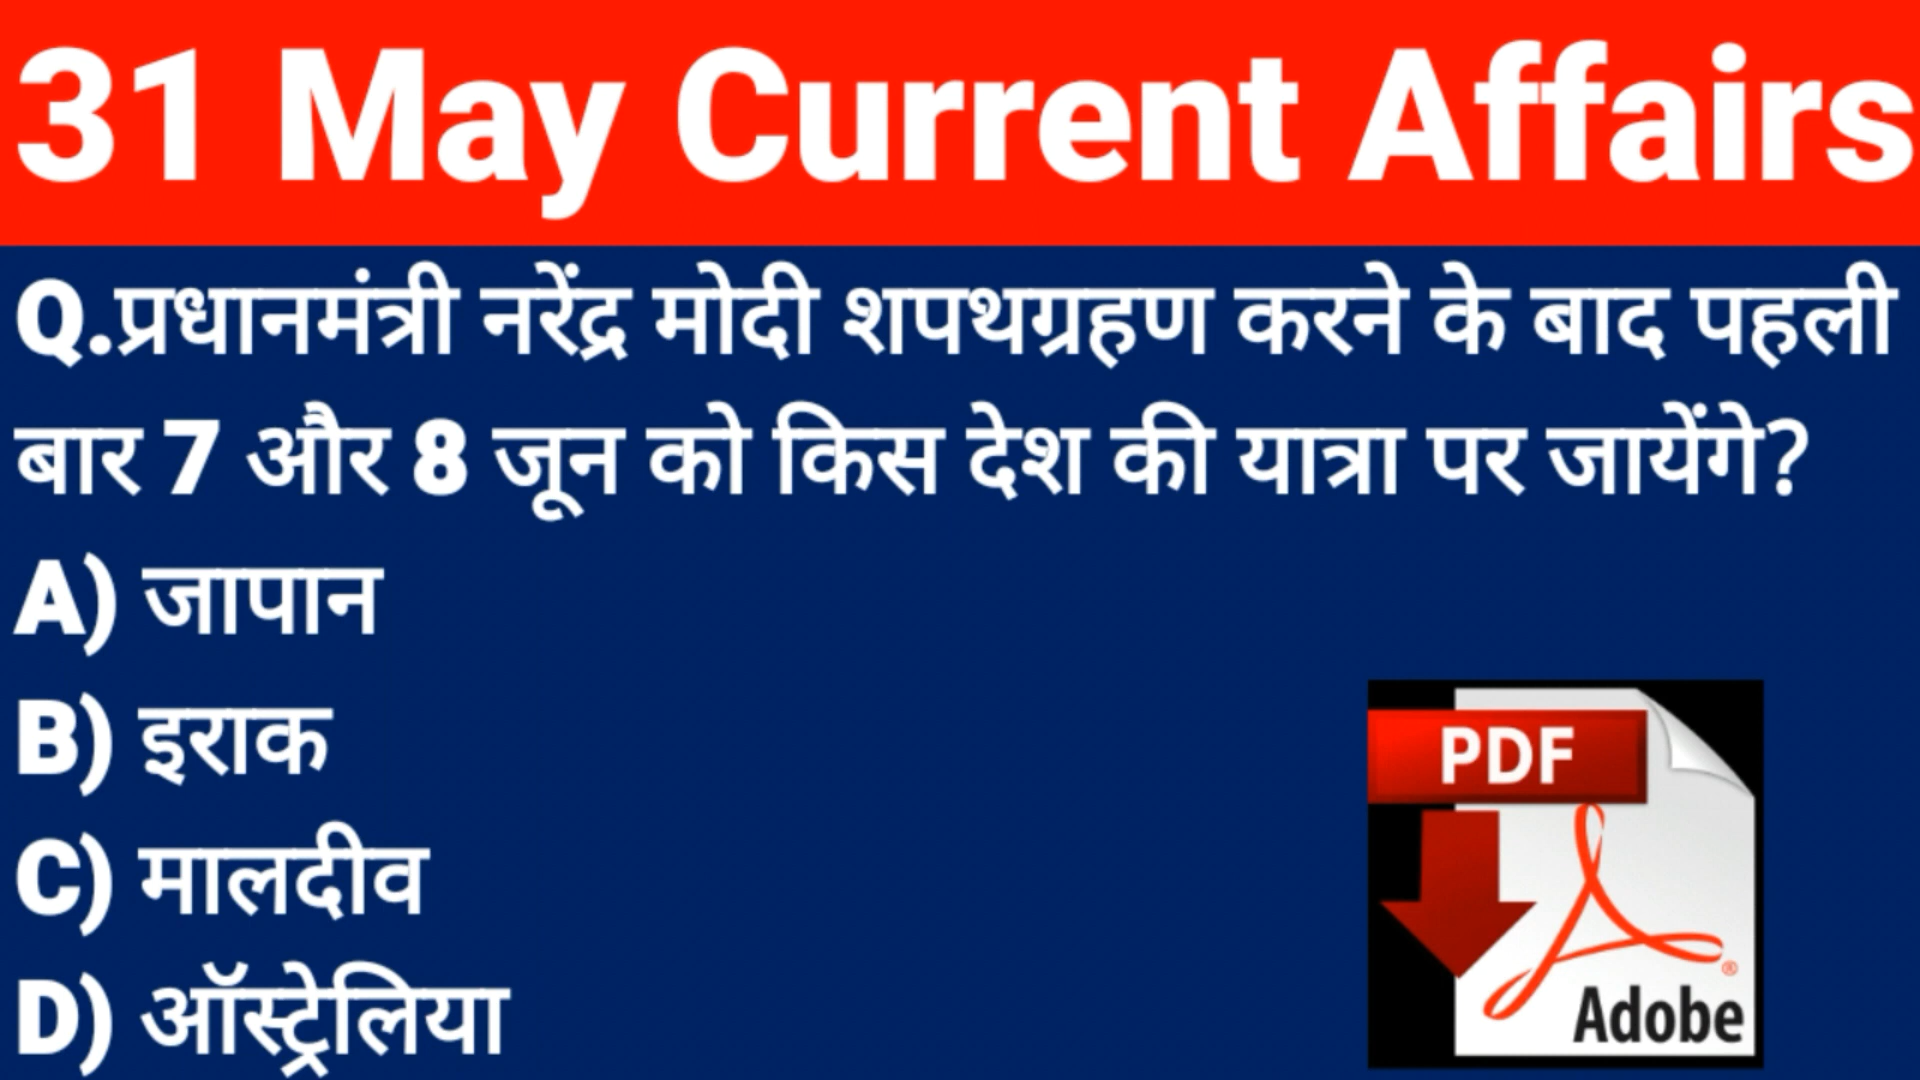 31 May Current Affairs
Q.प्रधानमंत्री नरेंद्र मोदी शपथग्रहण करने के बाद पहली
बार 7 और 8 जून को किस देश की यात्रा पर जायेंगे?
A) जापान
B) इराक
C) मालदीव
D) ऑस्ट्रेलिया
PDF
Adobe